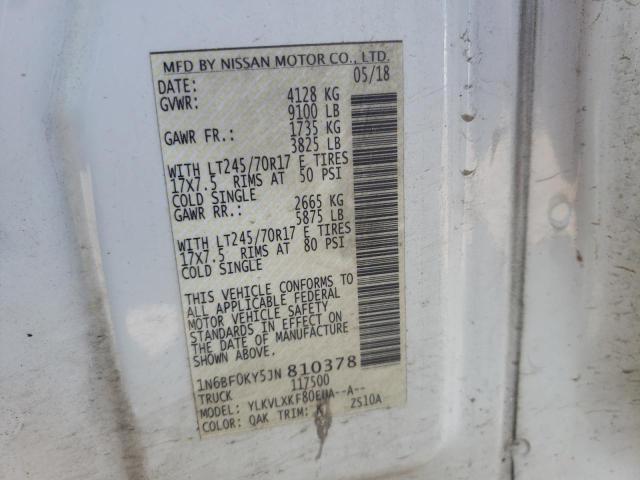 MFD BY NISSAN MOTOR CO., LTD.
DATE: 05/18
GVWR: 4128 KG
9100 LB
GAWR FR.: 1735 KG
3825 LB
WITH LT245/70R17 E TIRES
17X7.5 RIMS AT 50 PSI
COLD SINGLE
GAWR RR.: 2665 KG
5875 LB
WITH LT245/70R17 E TIRES
17X7.5 RIMS AT 80 PSI
COLD SINGLE
THIS VEHICLE CONFORMS TO
ALL APPLICABLE FEDERAL
MOTOR VEHICLE SAFETY
STANDARDS IN EFFECT ON
THE DATE OF MANUFACTURE
SHOWN ABOVE.
1N6BF0KY5JN 810378
TRUCK 117500
MODEL: YLKVLXKF80EUA--A--
COLOR: QAK TRIM: 2S10A